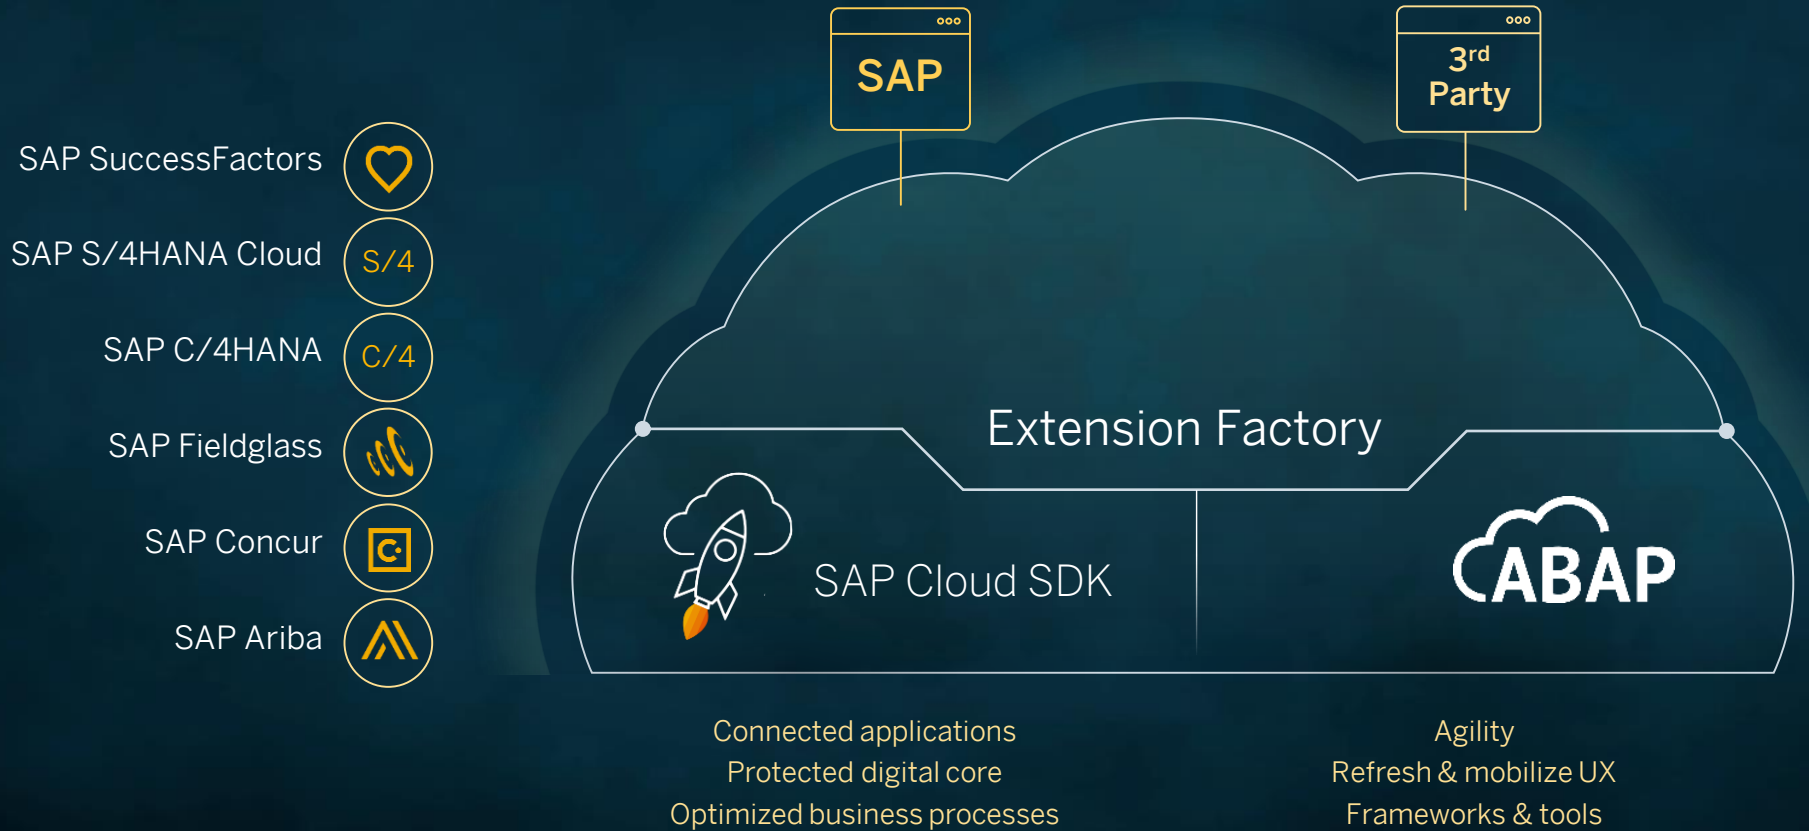 SAP
3rd
Party
SAP SuccessFactors
SAP S/4HANA Cloud
S/4
SAP C/4HANA
C/4
SAP Fieldglass
SAP Concur
C.
SAP Ariba
Extension Factory
SAP Cloud SDK
ABAP
Connected applications
Protected digital core
Optimized business processes
Agility
Refresh & mobilize UX
Frameworks & tools